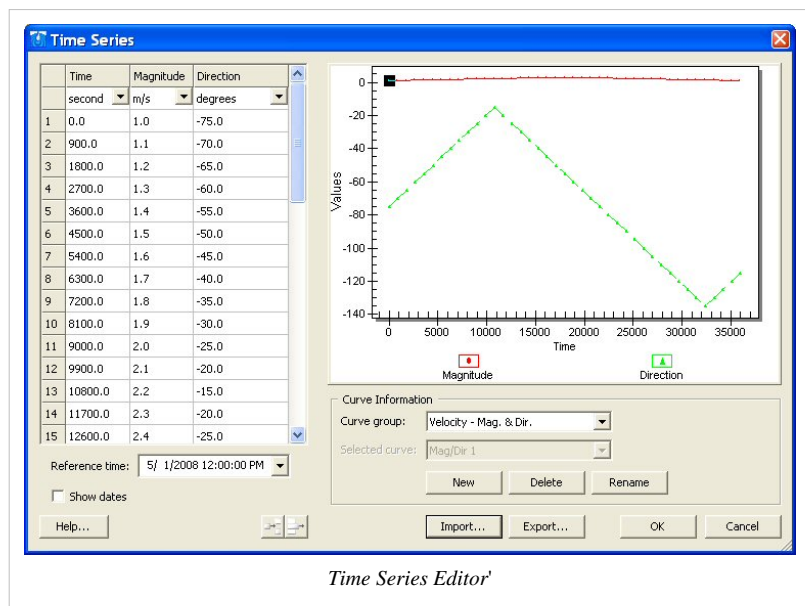 Time Series
Time Magnitude Direction
second m/s degrees
1 0.0 1.0 -75.0
2 900.0 1.1 -70.0
3 1800.0 1.2 -65.0
4 2700.0 1.3 -60.0
5 3600.0 1.4 -55.0
6 4500.0 1.5 -50.0
7 5400.0 1.6 -45.0
8 6300.0 1.7 -40.0
9 7200.0 1.8 -35.0
10 8100.0 1.9 -30.0
11 9000.0 2.0 -25.0
12 9900.0 2.1 -20.0
13 10800.0 2.2 -15.0
14 11700.0 2.3 -20.0
15 12600.0 2.4 -25.0
Reference time: 5/ 1/2008 12:00:00 PM
Show dates
Help...
0
-20
-40
-60
-80
-100
-120
-140
Values
0 5000 10000 15000 20000 25000 30000 35000
Time
Magnitude Direction
Curve Information
Curve group: Velocity - Mag. & Dir.
Selected curve: Mag/Dir 1
New Delete Rename
Import... Export... OK Cancel
Time Series Editor'